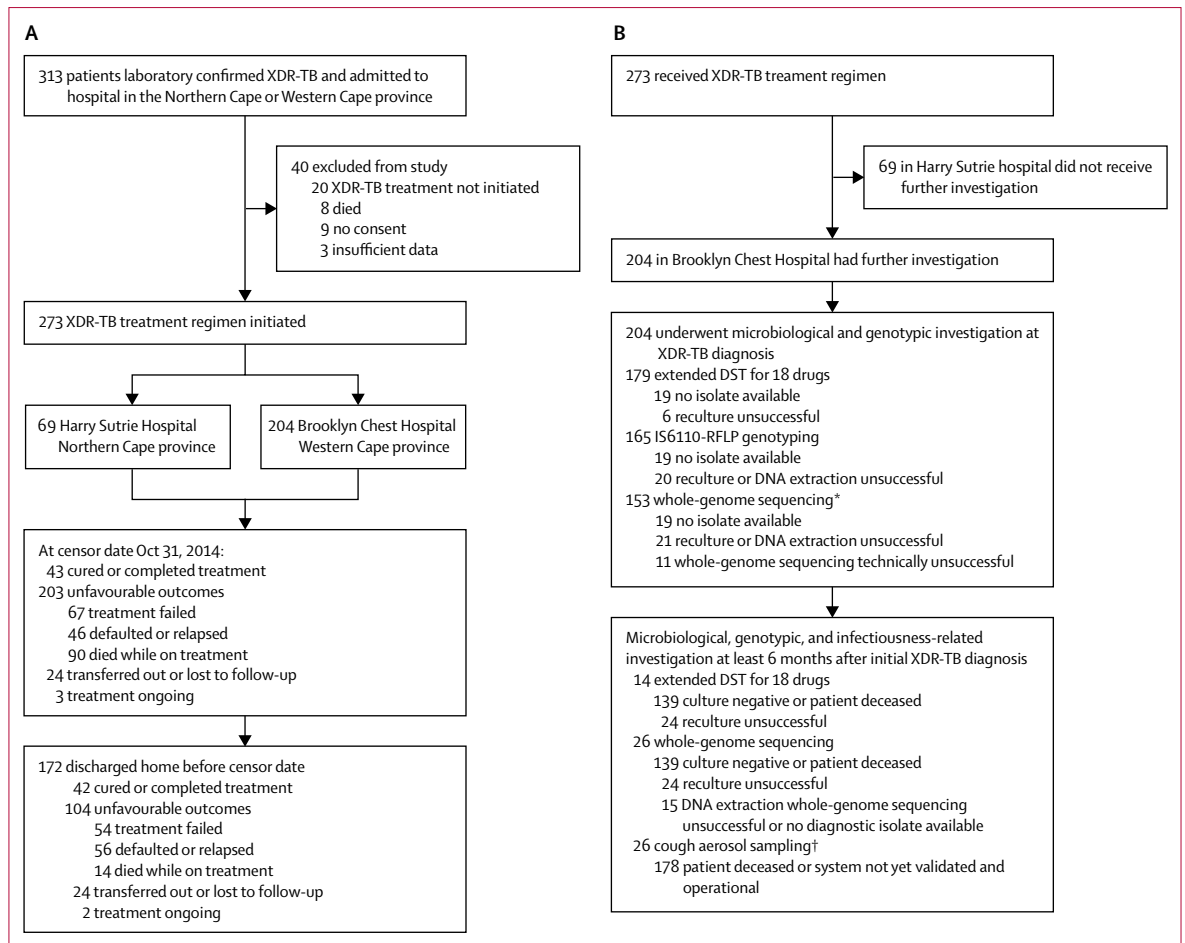 A
313 patients laboratory confirmed XDR-TB and admitted to
hospital in the Northern Cape or Western Cape province
40 excluded from study
20 XDR-TB treatment not initiated
8 died
9 no consent
3 insufficient data
273 XDR-TB treatment regimen initiated
69 Harry Sutrie Hospital
Northern Cape province
204 Brooklyn Chest Hospital
Western Cape province
At censor date Oct 31, 2014:
43 cured or completed treatment
203 unfavourable outcomes
67 treatment failed
46 defaulted or relapsed
90 died while on treatment
24 transferred out or lost to follow-up
3 treatment ongoing
172 discharged home before censor date
42 cured or completed treatment
104 unfavourable outcomes
54 treatment failed
56 defaulted or relapsed
14 died while on treatment
24 transferred out or lost to follow-up
2 treatment ongoing
B
273 received XDR-TB treament regimen
69 in Harry Sutrie hospital did not receive
further investigation
204 in Brooklyn Chest Hospital had further investigation
204 underwent microbiological and genotypic investigation at
XDR-TB diagnosis
179 extended DST for 18 drugs
19 no isolate available
6 reculture unsuccessful
165 IS6110-RFLP genotyping
19 no isolate available
20 reculture or DNA extraction unsuccessful
153 whole-genome sequencing*
19 no isolate available
21 reculture or DNA extraction unsuccessful
11 whole-genome sequencing technically unsuccessful
Microbiological, genotypic, and infectiousness-related
investigation at least 6 months after initial XDR-TB diagnosis
14 extended DST for 18 drugs
139 culture negative or patient deceased
24 reculture unsuccessful
26 whole-genome sequencing
139 culture negative or patient deceased
24 reculture unsuccessful
15 DNA extraction whole-genome sequencing
unsuccessful or no diagnostic isolate available
26 cough aerosol sampling†
178 patient deceased or system not yet validated and
operational